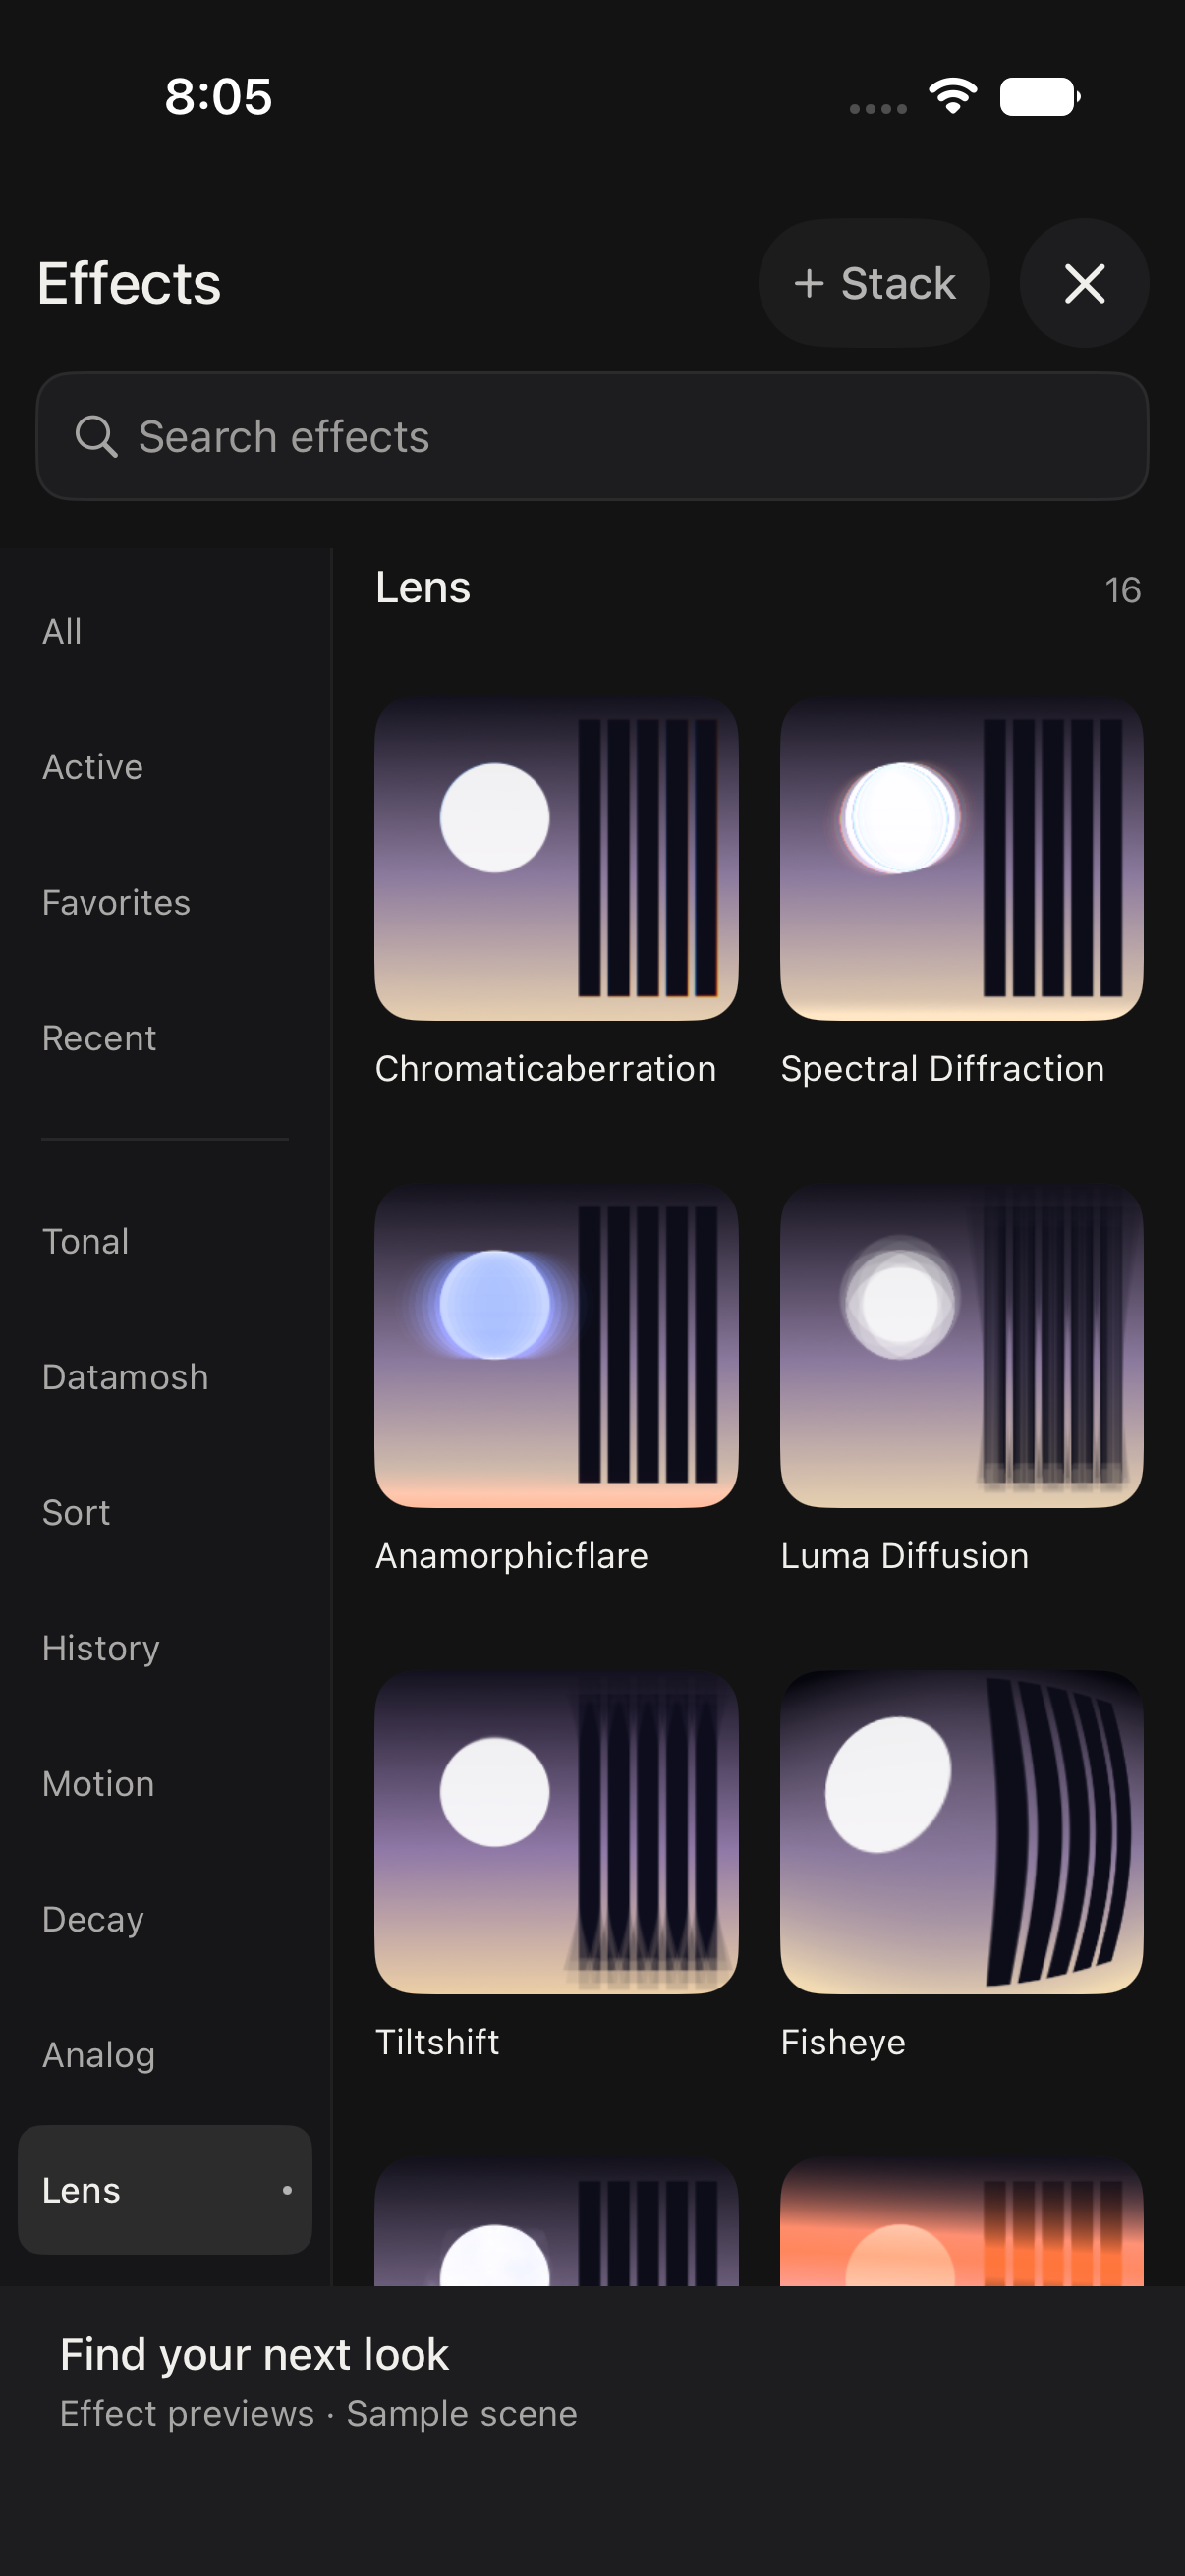 8:05
Effects
+ Stack
Search effects
All
Active
Favorites
Recent
Tonal
Datamosh
Sort
History
Motion
Decay
Analog
Lens
Lens
16
Chromaticaberration
Spectral Diffraction
Anamorphicflare
Luma Diffusion
Tiltshift
Fisheye
Find your next look
Effect previews · Sample scene